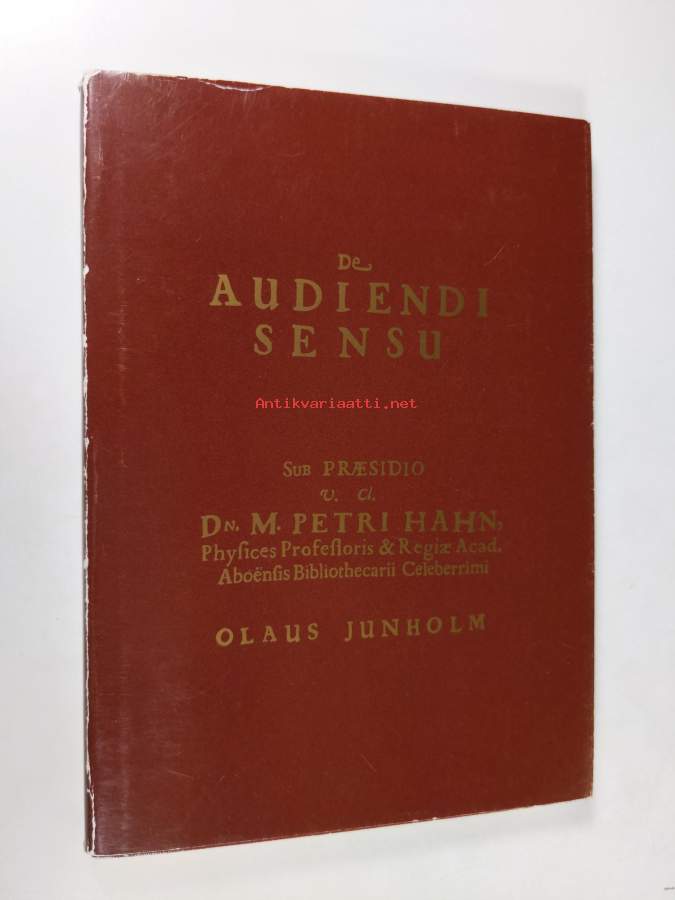 De
AUDIENDI
SENSU
Antikvariaatti.net
SUB PRÆSIDIO
V. Cl.
DN. M. PETRI HAHN,
Phyſices Profeſſoris & Regiæ Acad.
Aboënſis Bibliothecarii Celeberrimi
OLAUS JUNHOLM